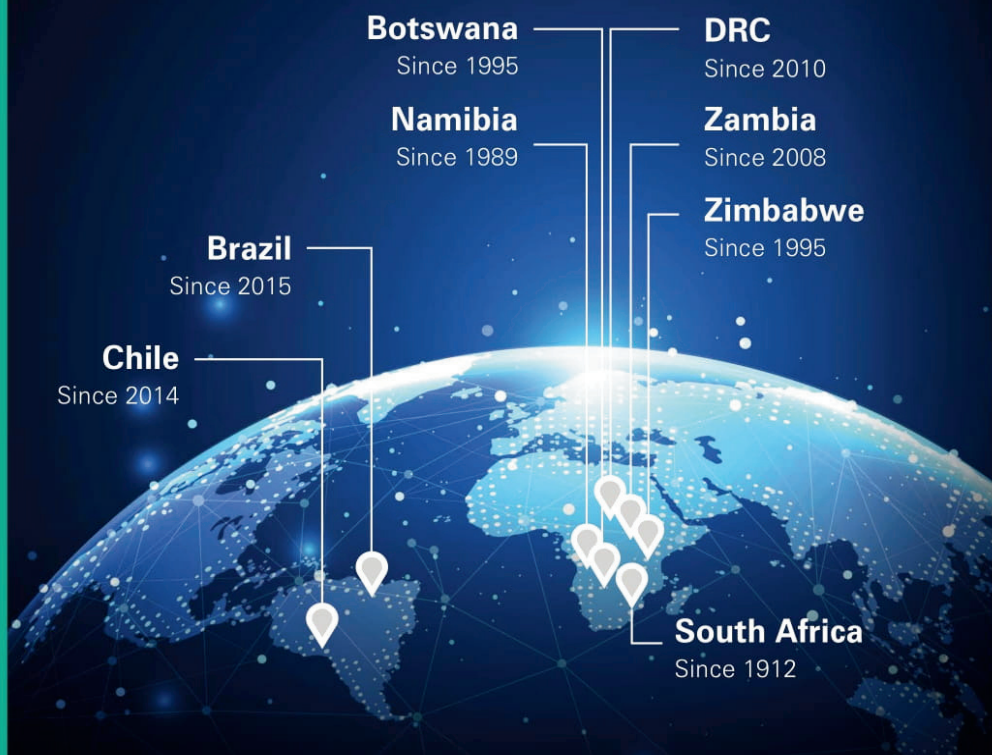 Botswana
Since 1995
DRC
Since 2010
Namibia
Since 1989
Zambia
Since 2008
Zimbabwe
Since 1995
Brazil
Since 2015
Chile
Since 2014
South Africa
Since 1912